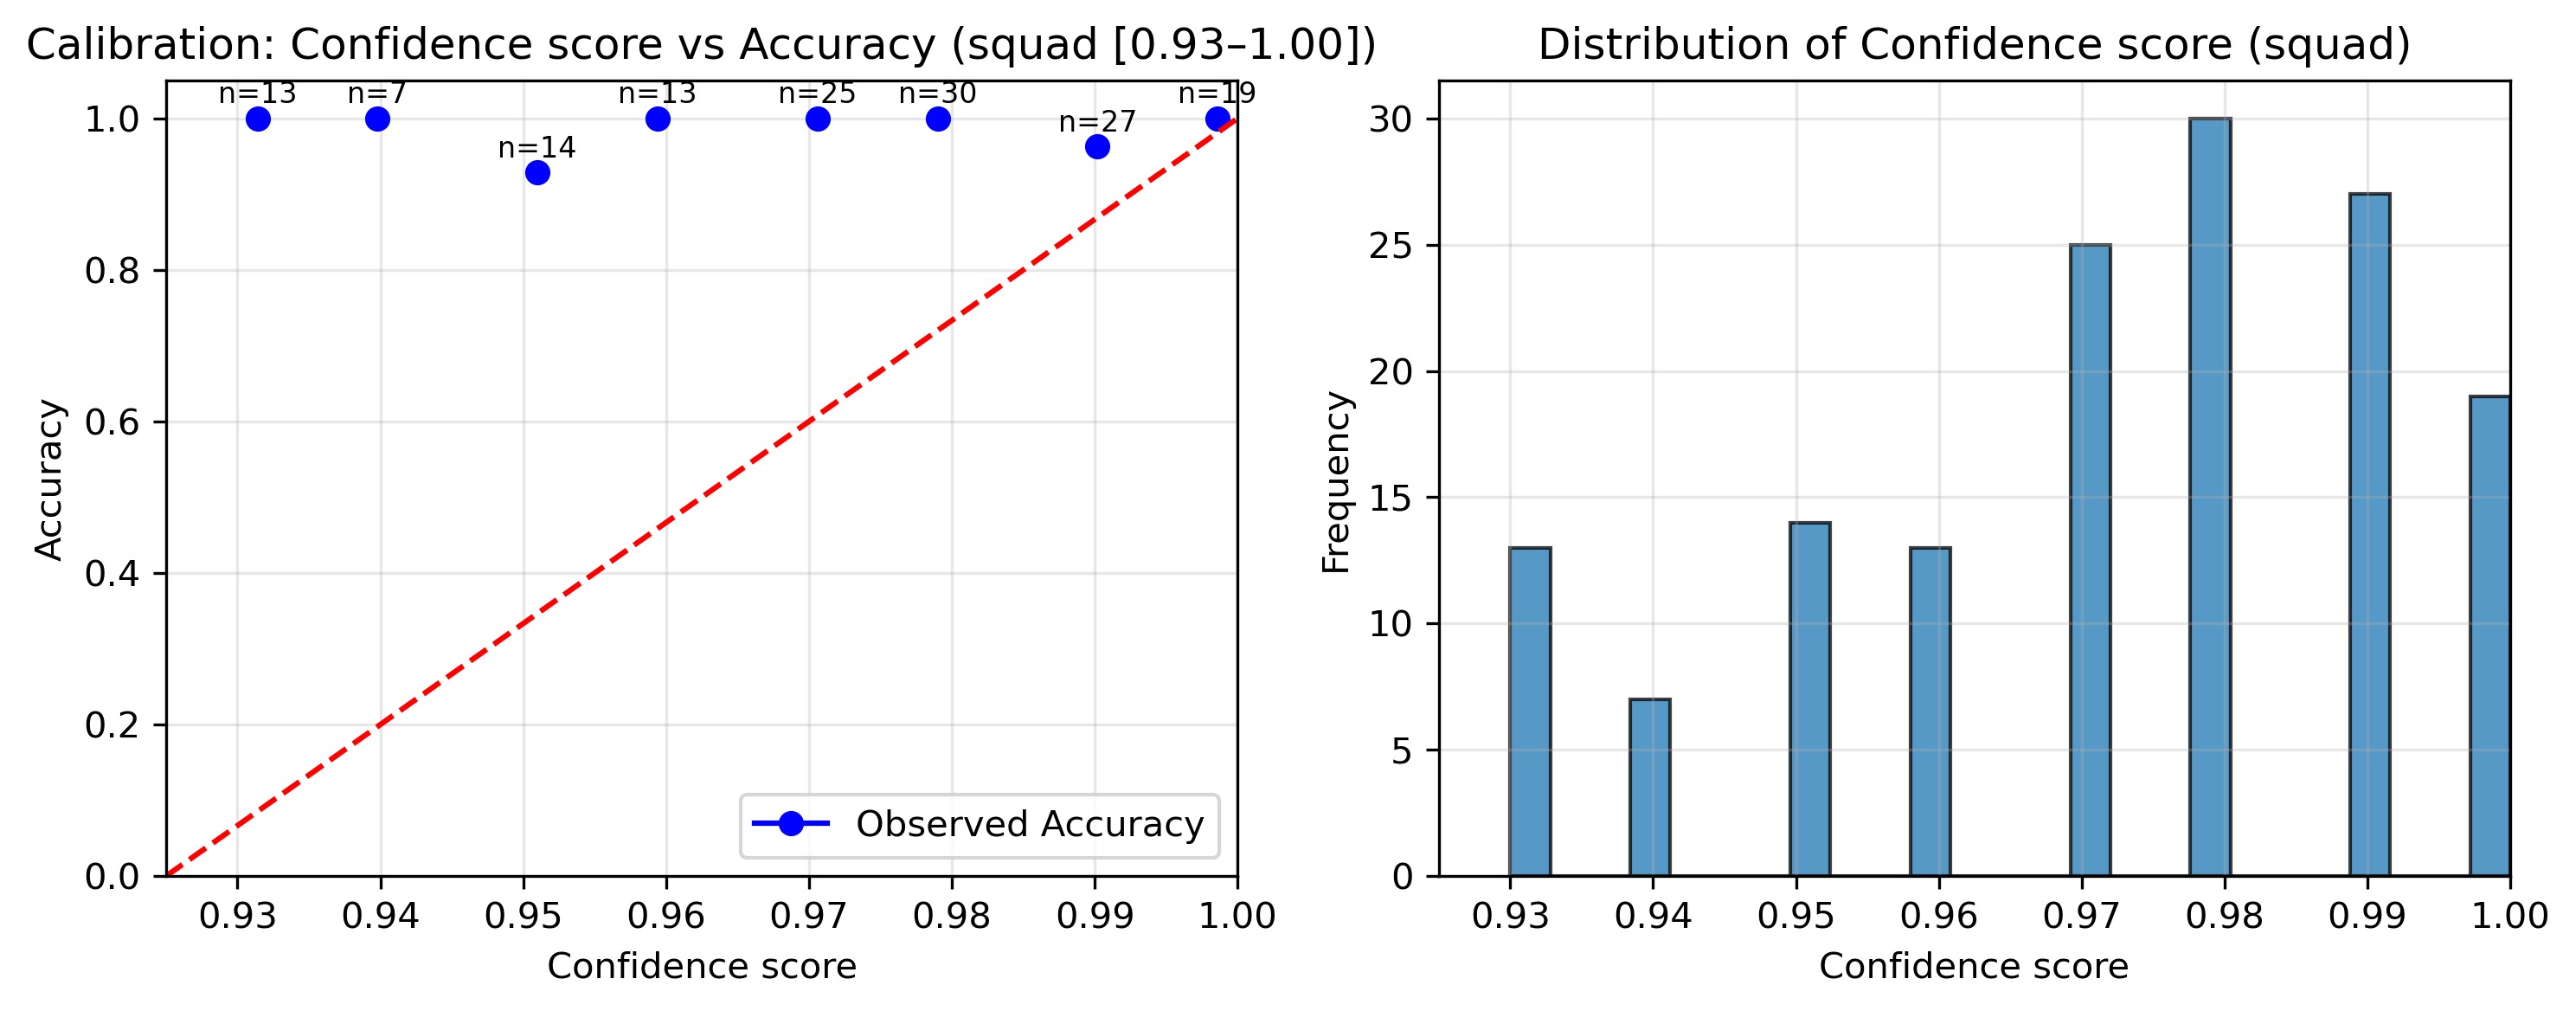 Calibration: Confidence score vs Accuracy (squad [0.93–1.00])
n=13
n=7
n=14
n=13
n=25
n=30
n=27
n=19
1.0
0.8
0.6
0.4
0.2
0.0
Accuracy
Observed Accuracy
0.93 0.94 0.95 0.96 0.97 0.98 0.99 1.00
Confidence score
Distribution of Confidence score (squad)
30
25
20
15
10
5
0
Frequency
0.93 0.94 0.95 0.96 0.97 0.98 0.99 1.00
Confidence score